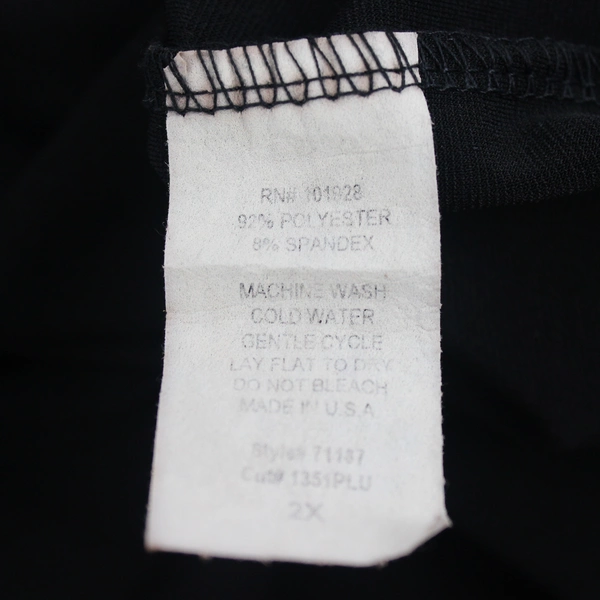 RN# 101928
92% POLYESTER
8% SPANDEX
MACHINE WASH
COLD WATER
GENTLE CYCLE
LAY FLAT TO DRY
DO NOT BLEACH
MADE IN U.S.A.
Style# 71187
Cut# 1351PLU
2X